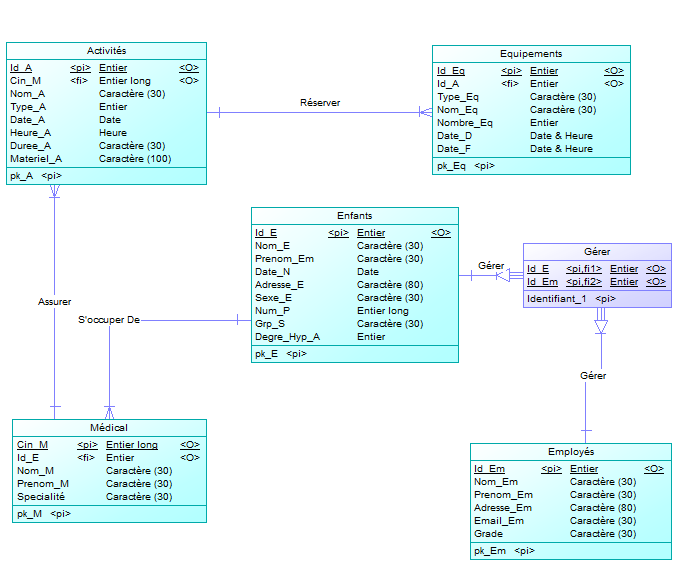 Activités
Id_A <pi> Entier <O>
Cin_M <fi> Entier long <O>
Nom_A Caractère (30)
Type_A Entier
Date_A Date
Heure_A Heure
Duree_A Caractère (30)
Materiel_A Caractère (100)
pk_A <pi>
Réserver
Equipements
Id_Eq <pi> Entier <O>
Id_A <fi> Entier <O>
Type_Eq Caractère (30)
Nom_Eq Caractère (30)
Nombre_Eq Entier
Date_D Date & Heure
Date_F Date & Heure
pk_Eq <pi>
Enfants
Id_E <pi> Entier <O>
Nom_E Caractère (30)
Prenom_Em Caractère (30)
Date_N Date
Adresse_E Caractère (80)
Sexe_E Caractère (30)
Num_P Entier long
Grp_S Caractère (30)
Degre_Hyp_A Entier
pk_E <pi>
Gérer
Gérer
Id_E <pi,fi1> Entier <O>
Id_Em <pi,fi2> Entier <O>
Identifiant_1 <pi>
Assurer
S'occuper De
Gérer
Médical
Cin_M <pi> Entier long <O>
Id_E <fi> Entier <O>
Nom_M Caractère (30)
Prenom_M Caractère (30)
Specialité Caractère (30)
pk_M <pi>
Employés
Id_Em <pi> Entier <O>
Nom_Em Caractère (30)
Prenom_Em Caractère (30)
Adresse_Em Caractère (80)
Email_Em Caractère (30)
Grade Caractère (30)
pk_Em <pi>